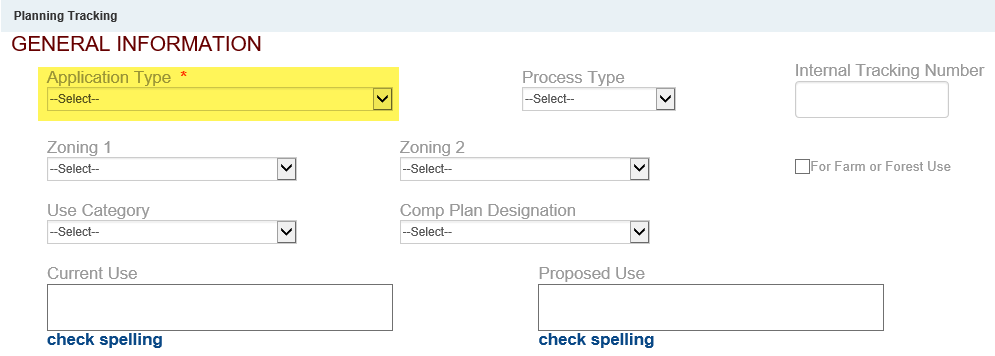 Planning Tracking
GENERAL INFORMATION
Application Type *
--Select--
Process Type
--Select--
Internal Tracking Number
Zoning 1
--Select--
Zoning 2
--Select--
For Farm or Forest Use
Use Category
--Select--
Comp Plan Designation
--Select--
Current Use
check spelling
Proposed Use
check spelling